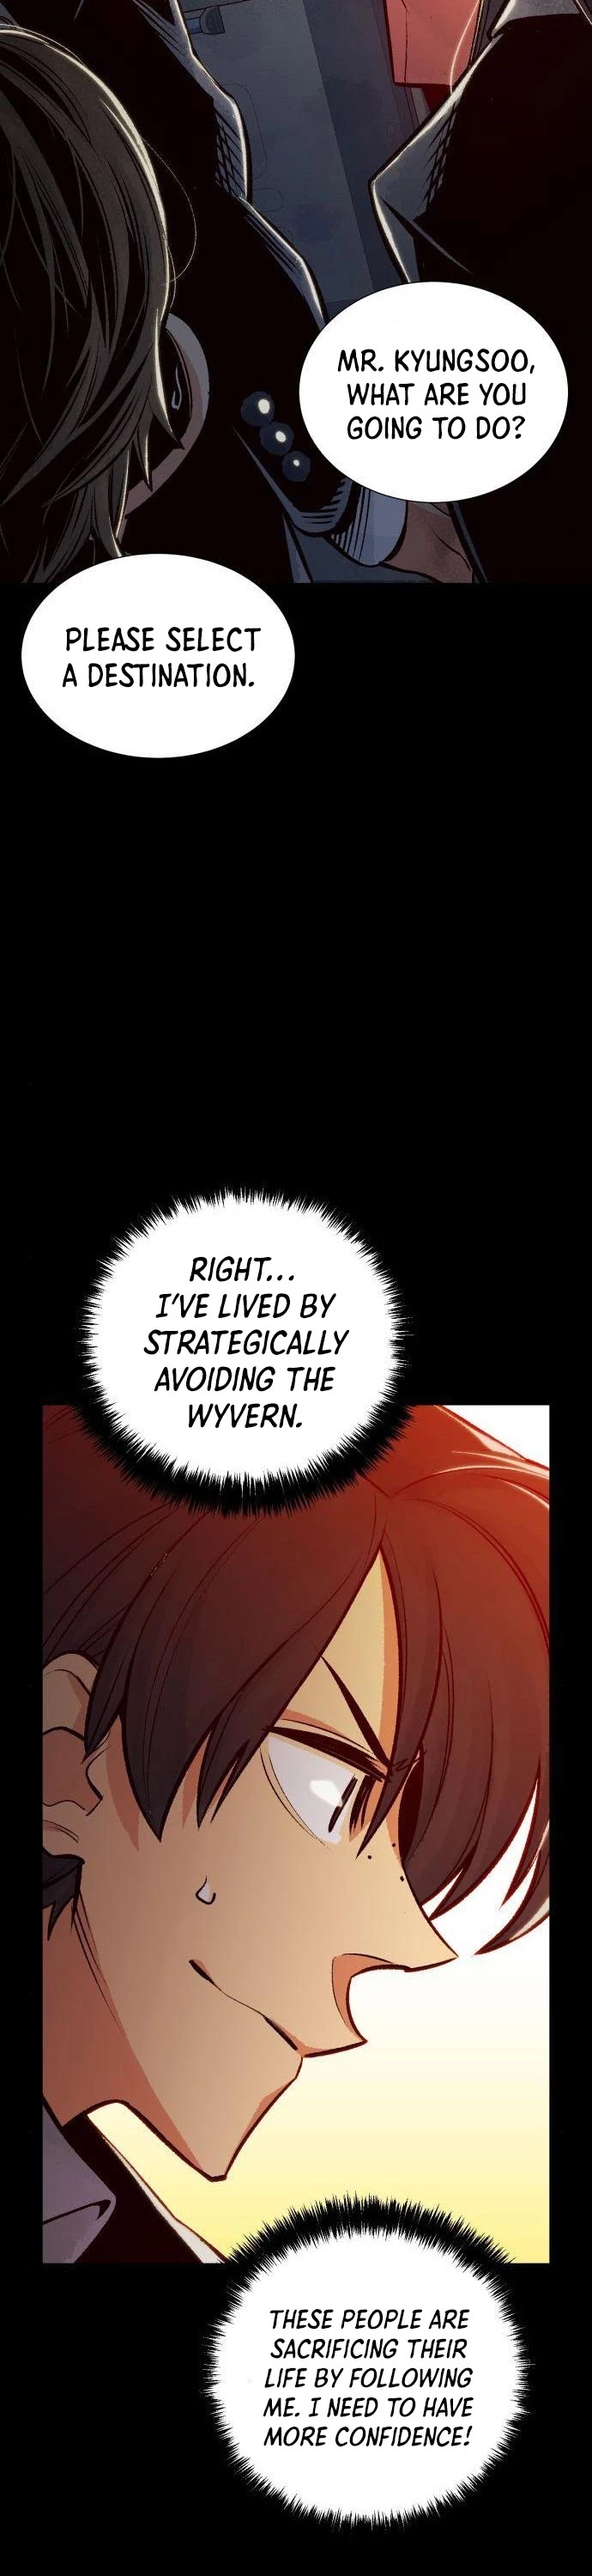 MR. KYUNGSOO,
WHAT ARE YOU
GOING TO DO?
PLEASE SELECT
A DESTINATION.
RIGHT...
I'VE LIVED BY
STRATEGICALLY
AVOIDING THE
WYVERN.
THESE PEOPLE ARE
SACRIFICING THEIR
LIFE BY FOLLOWING
ME. I NEED TO HAVE
MORE CONFIDENCE!